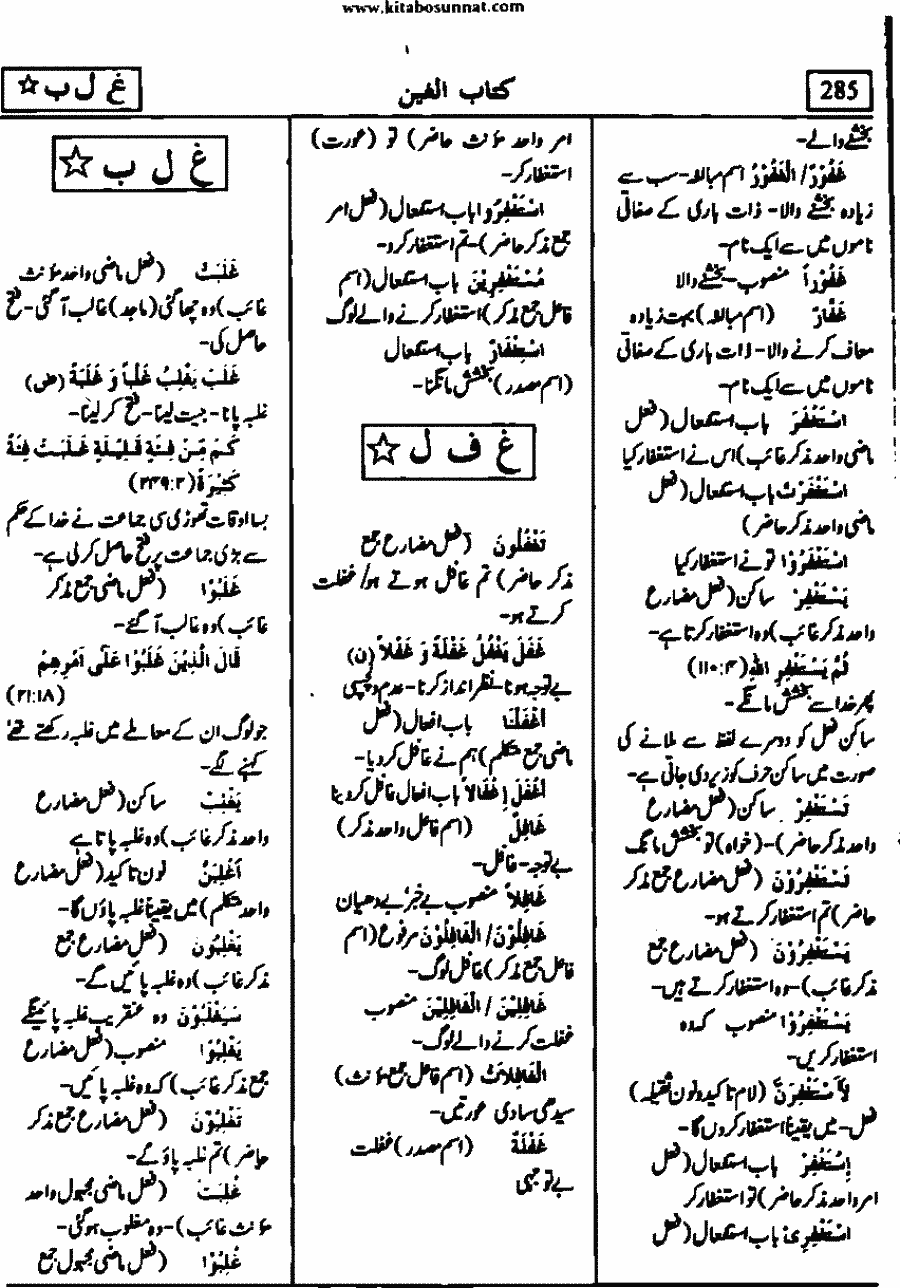 www.kitabosunnat.com
285
کتاب الغین
غ ل ب ☆
بخشنے والے-
غَفُوْرٌ/ الْغَفُوْرُ اسم مبالغہ- سب سے
زیادہ بخشنے والا- ذات باری کے صفاتی
ناموں میں سے ایک نام-
غَفُوْراً منصوب- بخشنے والا
غَفَّارٌ (اسم مبالغہ) بہت زیادہ
معاف کرنے والا- ذات باری کے صفاتی
ناموں میں سے ایک نام-
اسْتَغْفَرَ باب استفعال (فعل
ماضی واحد مذکر غائب) اس نے استغفار کیا
اسْتَغْفَرْتَ باب استفعال (فعل
ماضی واحد مذکر حاضر)
اسْتَغْفَرُوْا تو نے استغفار کیا
يَسْتَغْفِرْ ساکن (فعل مضارع
واحد مذکر غائب) وہ استغفار کرتا ہے-
ثُمَّ يَسْتَغْفِرِ اللّٰهَ (۱۱۰:۴)
پھر خدا سے بخشش مانگے-
ساکن فعل کو دوسرے لفظ سے ملانے کی
صورت میں ساکن حرف کو زیر دی جاتی ہے-
تَسْتَغْفِرْ ساکن (فعل مضارع
واحد مذکر حاضر)- (خواہ) تو بخشش مانگ
تَسْتَغْفِرُوْنَ (فعل مضارع جمع مذکر
حاضر) تم استغفار کرتے ہو-
يَسْتَغْفِرُوْنَ (فعل مضارع جمع
مذکر غائب)- وہ استغفار کرتے ہیں-
يَسْتَغْفِرُوْا منصوب کہ وہ
استغفار کریں-
لَأَسْتَغْفِرَنَّ (لام تاکید و نون ثقیلہ)
فعل- میں یقیناً استغفار کروں گا-
اِسْتَغْفِرْ باب استفعال (فعل
امر واحد مذکر حاضر) تو استغفار کر
اسْتَغْفِرِیْ باب استفعال (فعل
امر واحد مؤنث حاضر) تو (عورت)
استغفار کر-
اسْتَغْفِرُوْا باب استفعال (فعل امر
جمع مذکر حاضر)- تم استغفار کرو-
مُسْتَغْفِرِيْنَ باب استفعال (اسم
فاعل جمع مذکر) استغفار کرنے والے لوگ
اسْتِغْفَارٌ باب استفعال
(اسم مصدر) بخشش مانگنا-
غ ف ل ☆
تَغْفُلُونَ (فعل مضارع جمع
مذکر حاضر) تم غافل ہوتے ہو/ غفلت
کرتے ہو-
غَفَلَ يَغْفُلُ غَفْلَةً وَ غَفْلاً (ن)
بے توجہ ہونا- نظر انداز کرنا- عدم دلچسپی
أَغْفَلْنَا باب افعال (فعل
ماضی جمع متکلم) ہم نے غافل کر دیا-
أَغْفَلَ إِغْفَالاً باب افعال غافل کر دینا
غَافِلٌ (اسم فاعل واحد مذکر)
بے توجہ- غافل-
غَافِلاً منصوب بے خبر، بے دھیان
غَافِلُوْنَ/ الْغَافِلُوْنَ مرفوع (اسم
فاعل جمع مذکر) غافل لوگ-
غَافِلِيْنَ / الْغَافِلِيْنَ منصوب
غفلت کرنے والے لوگ-
الْغَافِلَاتُ (اسم فاعل جمع مؤنث)
سیدھی سادی عورتیں-
غَفْلَةٌ (اسم مصدر) غفلت
بے توجہی
غ ل ب ☆
غَلَبَتْ (فعل ماضی واحد مؤنث
غائب) وہ چھا گئی (ماجد) غالب آ گئی- فتح
حاصل کی-
غَلَبَ يَغْلِبُ غَلْباً وَ غَلَبَةً (ض)
غلبہ پانا- جیت لینا- فتح کر لینا-
كَمْ مِّنْ فِئَةٍ قَلِيْلَةٍ غَلَبَتْ فِئَةً
كَثِيْرَةً (۲۴۹:۲)
بسا اوقات تھوڑی سی جماعت نے خدا کے حکم
سے بڑی جماعت پر فتح حاصل کر لی ہے-
غَلَبُوْا (فعل ماضی جمع مذکر
غائب) وہ غالب آ گئے-
قَالَ الَّذِيْنَ غَلَبُوْا عَلٰى أَمْرِهِمْ
(۲۱:۱۸)
جو لوگ ان کے معاملے میں غلبہ رکھتے تھے
کہنے لگے-
يَغْلِبْ ساکن (فعل مضارع
واحد مذکر غائب) وہ غلبہ پاتا ہے
أَغْلِبَنَّ نون تاکید (فعل مضارع
واحد متکلم) میں یقیناً غلبہ پاؤں گا-
يَغْلِبُونَ (فعل مضارع جمع
مذکر غائب) وہ غلبہ پائیں گے-
سَيَغْلِبُوْنَ وہ عنقریب غلبہ پائینگے
يَغْلِبُوْا منصوب (فعل مضارع
جمع مذکر غائب) کہ وہ غلبہ پائیں-
تَغْلِبُوْنَ (فعل مضارع جمع مذکر
حاضر) تم غلبہ پاؤ گے-
غُلِبَتْ (فعل ماضی مجہول واحد
مؤنث غائب)- وہ مغلوب ہو گئی-
غُلِبُوْا (فعل ماضی مجہول جمع